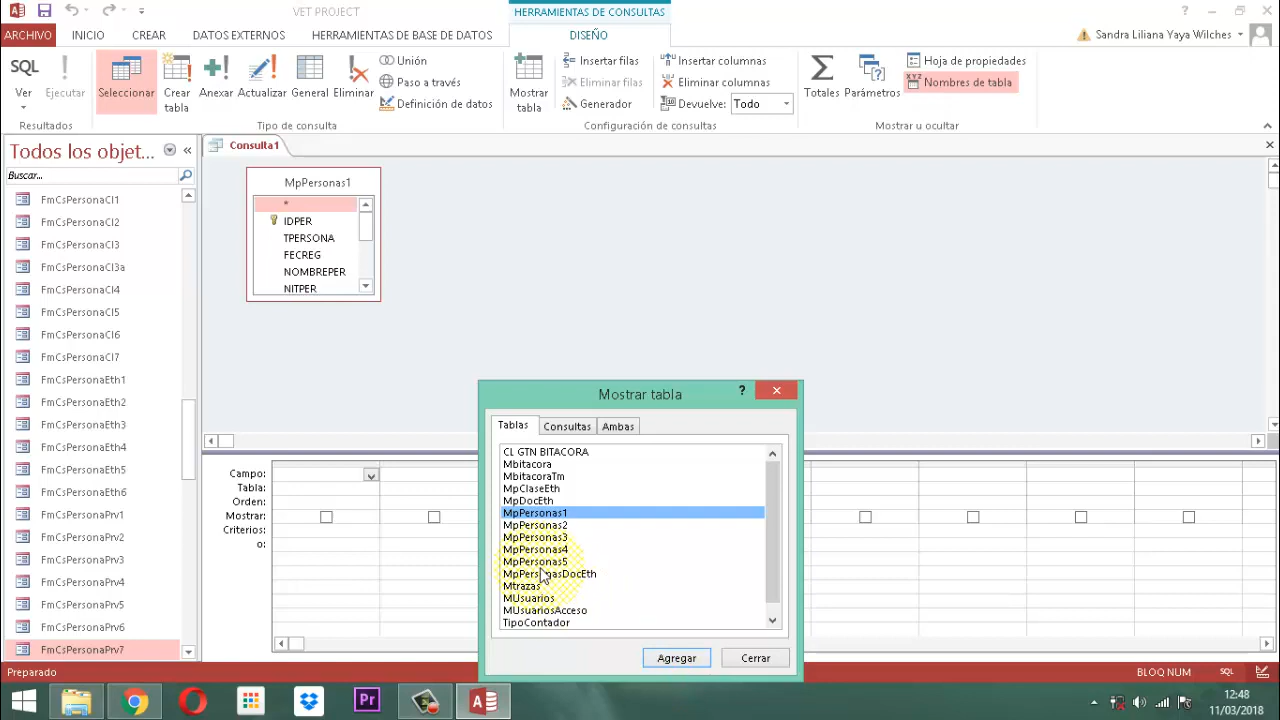 VET PROJECT
HERRAMIENTAS DE CONSULTAS
?
ARCHIVO INICIO CREAR DATOS EXTERNOS HERRAMIENTAS DE BASE DE DATOS DISEÑO
Sandra Liliana Yaya Wilches
SQL
Ver
Ejecutar
Resultados
Seleccionar
Crear
tabla
Anexar
Actualizar
General
Eliminar
Unión
Paso a través
Definición de datos
Tipo de consulta
Mostrar
tabla
Insertar filas
Eliminar filas
Generador
Insertar columnas
Eliminar columnas
Devuelve: Todo
Configuración de consultas
Totales
Parámetros
Hoja de propiedades
XYZ
Nombres de tabla
Mostrar u ocultar
Todos los objet...
Buscar...
FmCsPersonaCl1
FmCsPersonaCl2
FmCsPersonaCl3
FmCsPersonaCl3a
FmCsPersonaCl4
FmCsPersonaCl5
FmCsPersonaCl6
FmCsPersonaCl7
FmCsPersonaEth1
FmCsPersonaEth2
FmCsPersonaEth3
FmCsPersonaEth4
FmCsPersonaEth5
FmCsPersonaEth6
FmCsPersonaPrv1
FmCsPersonaPrv2
FmCsPersonaPrv3
FmCsPersonaPrv4
FmCsPersonaPrv5
FmCsPersonaPrv6
FmCsPersonaPrv7
Consulta1
MpPersonas1
*
IDPER
TPERSONA
FECREG
NOMBREPER
NITPER
Campo:
Tabla:
Orden:
Mostrar:
Criterios:
o:
Mostrar tabla
?
Tablas Consultas Ambas
CL GTN BITACORA
Mbitacora
MbitacoraTm
MpClaseEth
MpDocEth
MpPersonas1
MpPersonas2
MpPersonas3
MpPersonas4
MpPersonas5
MpPersonasDocEth
Mtrazas
MUsuarios
MUsuariosAcceso
TipoContador
Agregar Cerrar
Preparado
BLOQ NUM
SQL
Pr
12:48
11/03/2018